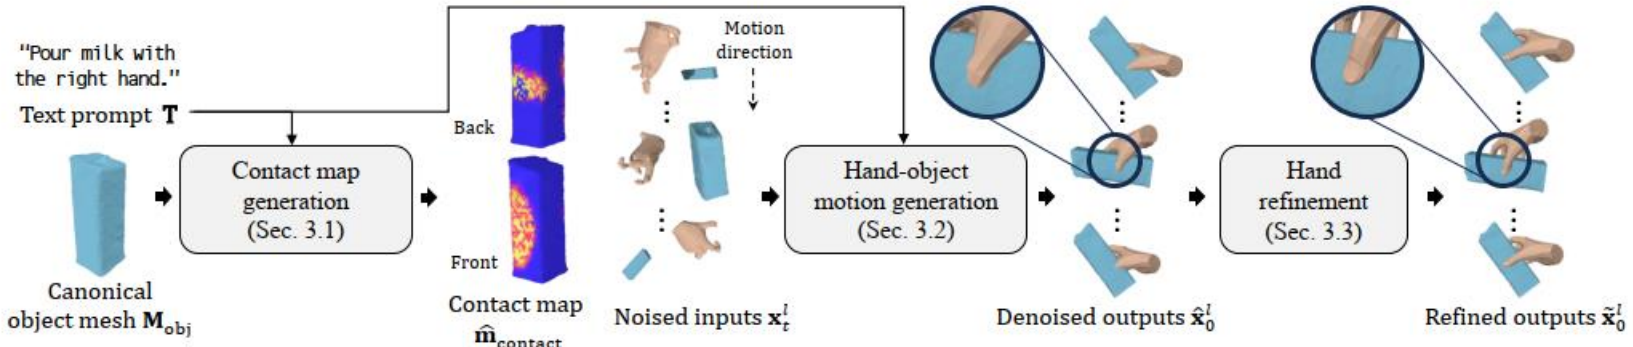 "Pour milk with
the right hand."
Text prompt T
Canonical
object mesh M_obj
Contact map
generation
(Sec. 3.1)
Back
Front
Contact map
m̂_contact
Motion
direction
Noised inputs x_t^l
Hand-object
motion generation
(Sec. 3.2)
Denoised outputs x̂_0^l
Hand
refinement
(Sec. 3.3)
Refined outputs x̃_0^l